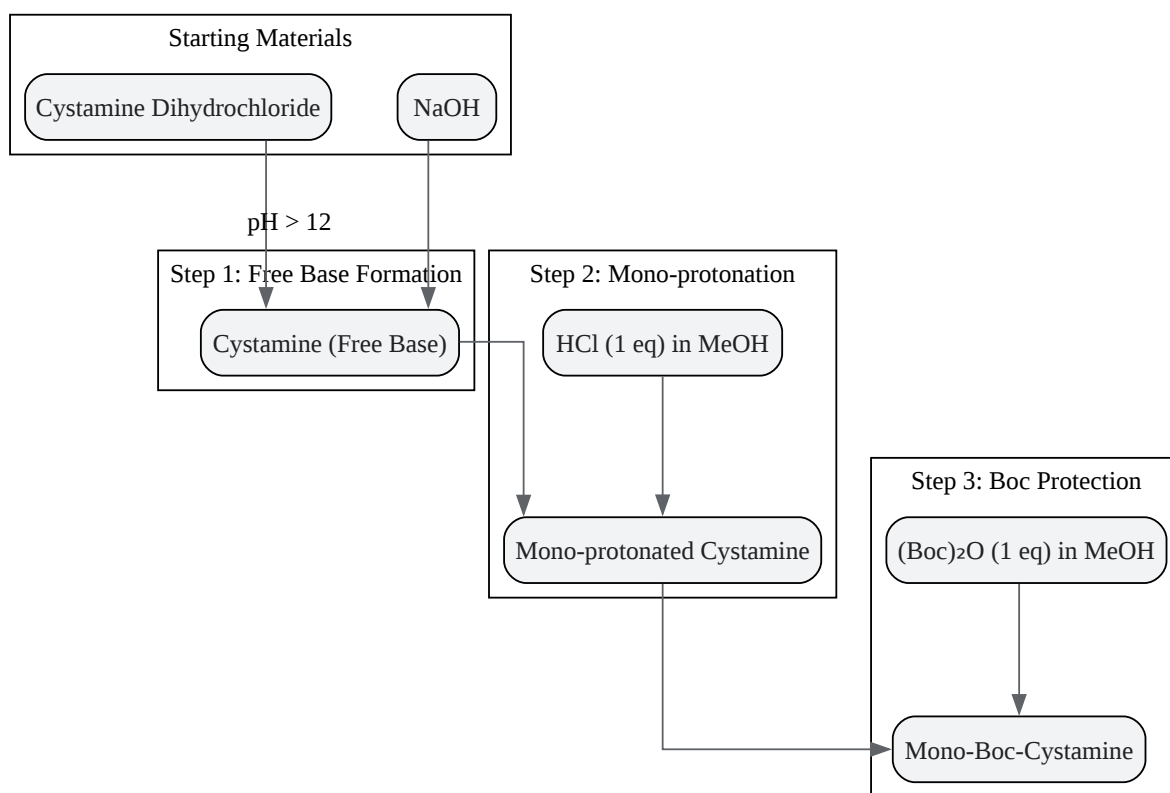 Starting Materials
Cystamine Dihydrochloride
NaOH
pH > 12
Step 1: Free Base Formation
Cystamine (Free Base)
Step 2: Mono-protonation
HCl (1 eq) in MeOH
Mono-protonated Cystamine
Step 3: Boc Protection
(Boc)₂O (1 eq) in MeOH
Mono-Boc-Cystamine